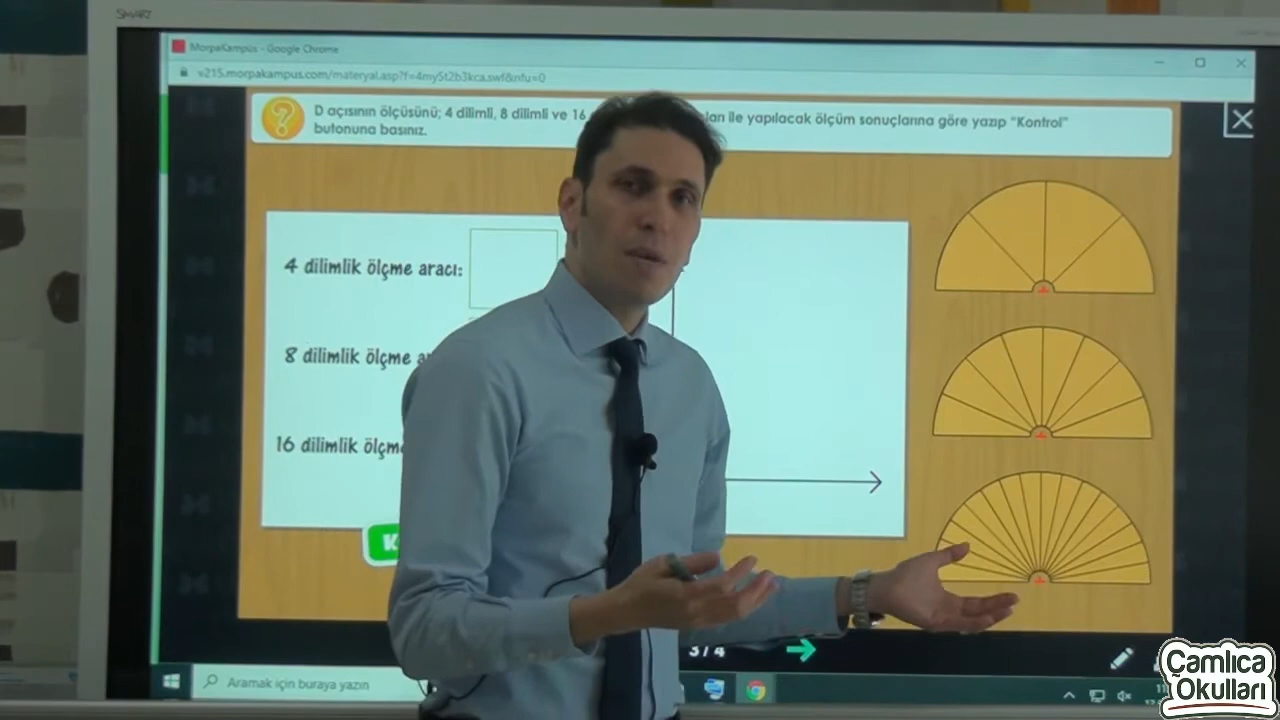 SMART
MorpaKampüs - Google Chrome
v215.morpakampus.com/materyal.asp?f=4my5t2b3kca.swf&nfu=0
D açısının ölçüsünü; 4 dilimli, 8 dilimli ve 16 ile yapılacak ölçüm sonuçlarına göre yazıp “Kontrol”
butonuna basınız.
4 dilimlik ölçme aracı:
8 dilimlik ölçme
16 dilimlik
K
3 / 4
Aramak için buraya yazın
Çamlıca
Okulları